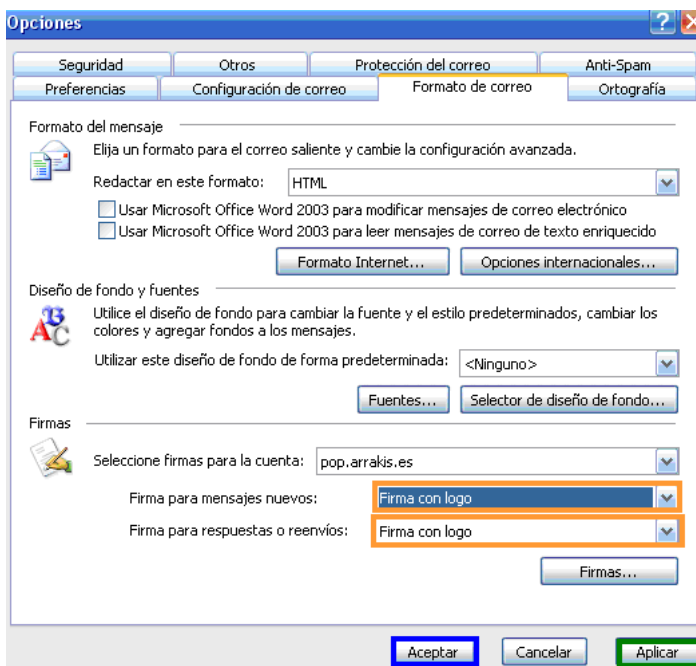 Opciones
Seguridad
Otros
Protección del correo
Anti-Spam
Preferencias
Configuración de correo
Formato de correo
Ortografía
Formato del mensaje
Elija un formato para el correo saliente y cambie la configuración avanzada.
Redactar en este formato:
HTML
Usar Microsoft Office Word 2003 para modificar mensajes de correo electrónico
Usar Microsoft Office Word 2003 para leer mensajes de correo de texto enriquecido
Formato Internet...
Opciones internacionales...
Diseño de fondo y fuentes
Utilice el diseño de fondo para cambiar la fuente y el estilo predeterminados, cambiar los
colores y agregar fondos a los mensajes.
Utilizar este diseño de fondo de forma predeterminada:
<Ninguno>
Fuentes...
Selector de diseño de fondo...
Firmas
Seleccione firmas para la cuenta:
pop.arrakis.es
Firma para mensajes nuevos:
Firma con logo
Firma para respuestas o reenvíos:
Firma con logo
Firmas...
Aceptar
Cancelar
Aplicar